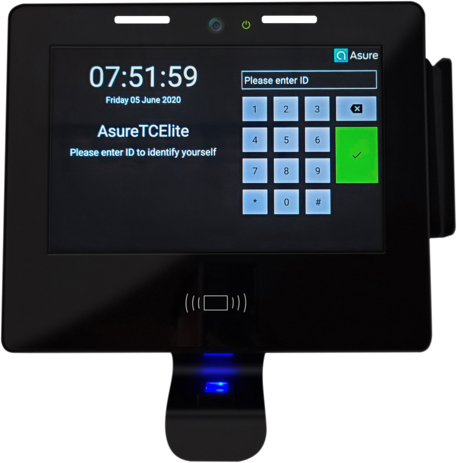 Asure
07:51:59
Friday 05 June 2020
AsureTCElite
Please enter ID to identify yourself
Please enter ID
1 2 3
4 5 6
7 8 9
* 0 #